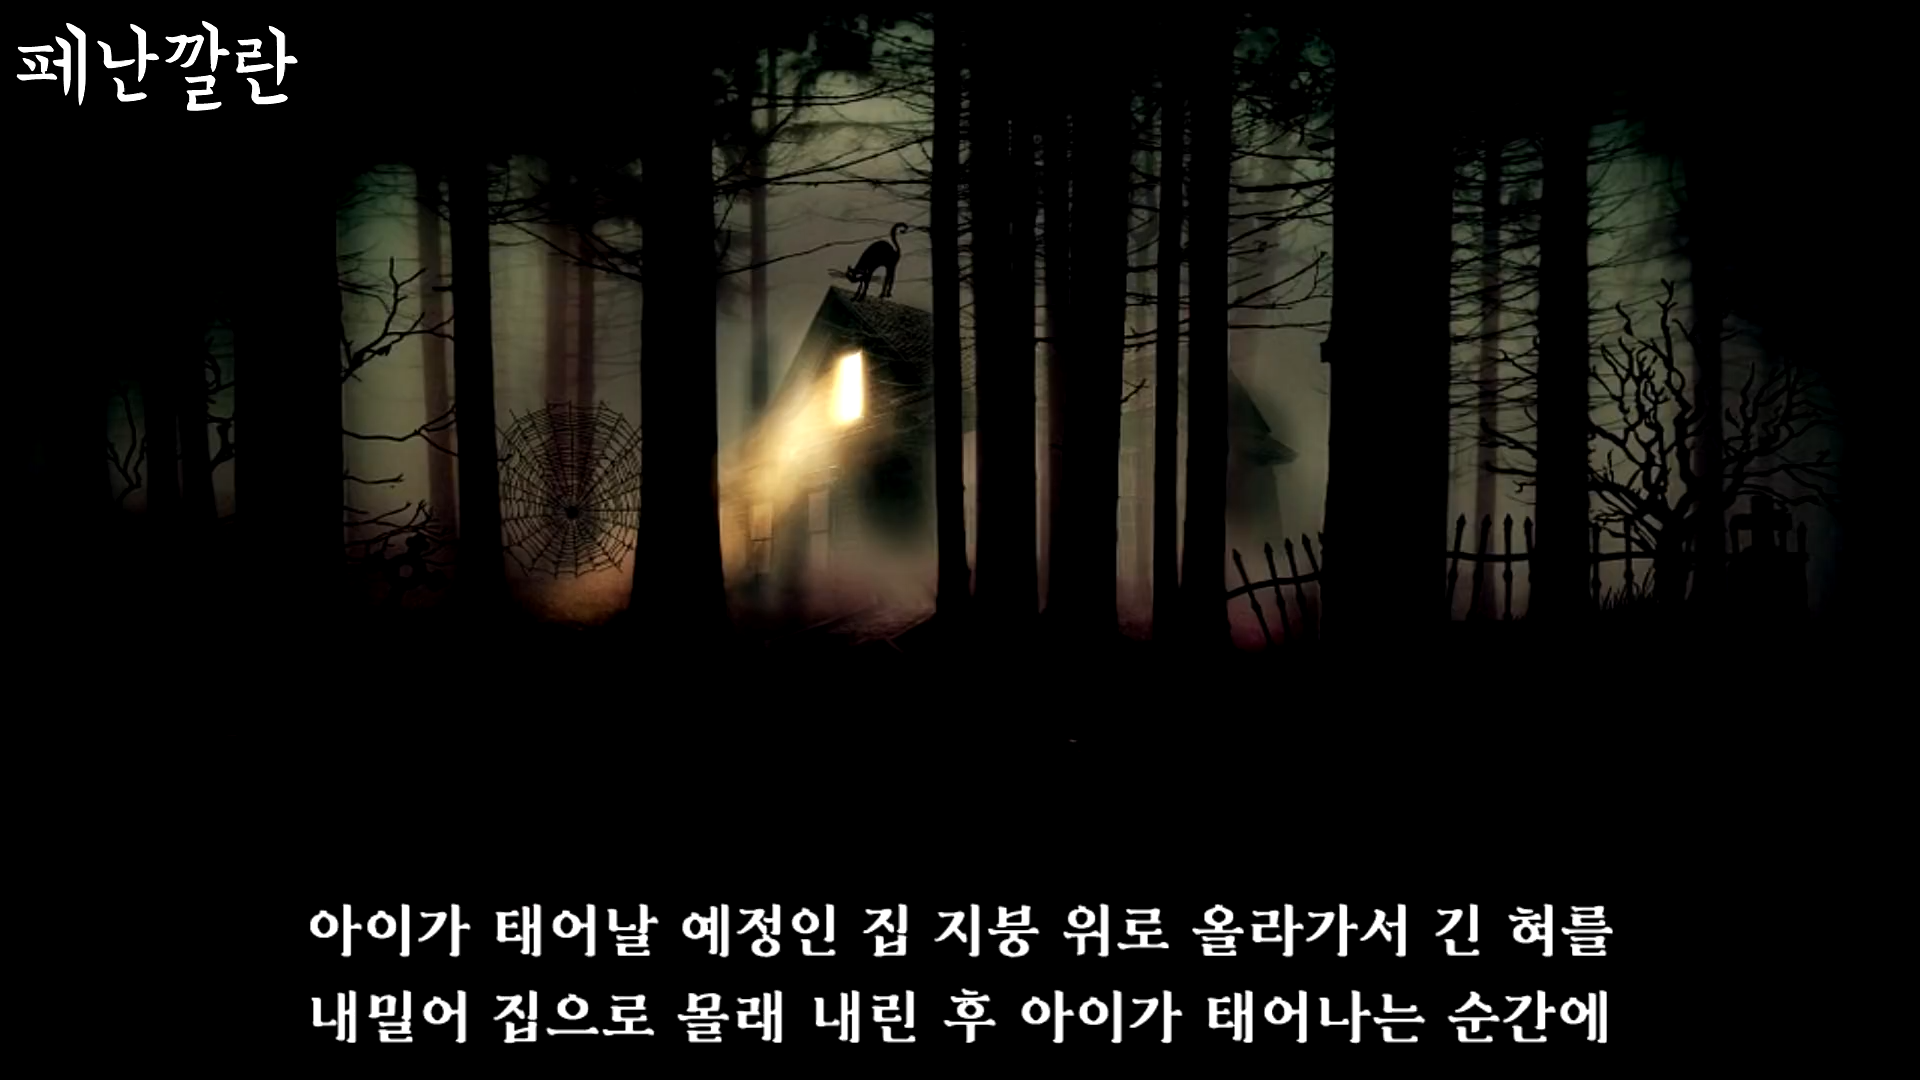 페난깔란
아이가 태어날 예정인 집 지붕 위로 올라가서 긴 혀를
내밀어 집으로 몰래 내린 후 아이가 태어나는 순간에